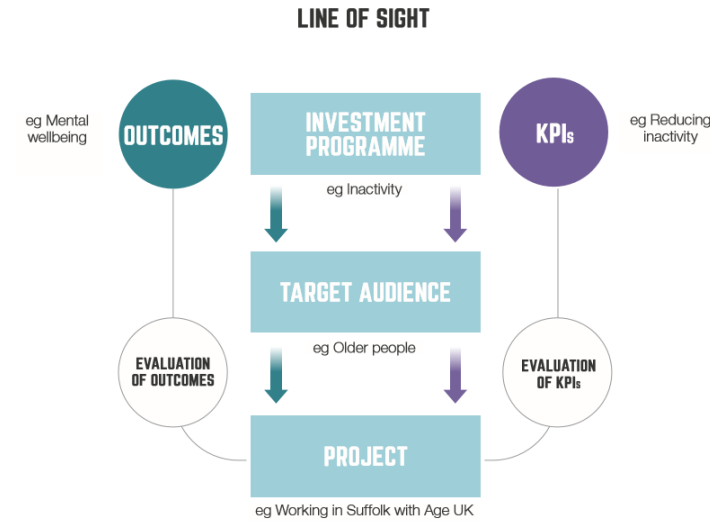 LINE OF SIGHT
eg Mental
wellbeing
OUTCOMES
INVESTMENT
PROGRAMME
KPIs
eg Reducing
inactivity
eg Inactivity
TARGET AUDIENCE
eg Older people
EVALUATION
OF OUTCOMES
EVALUATION
OF KPIs
PROJECT
eg Working in Suffolk with Age UK